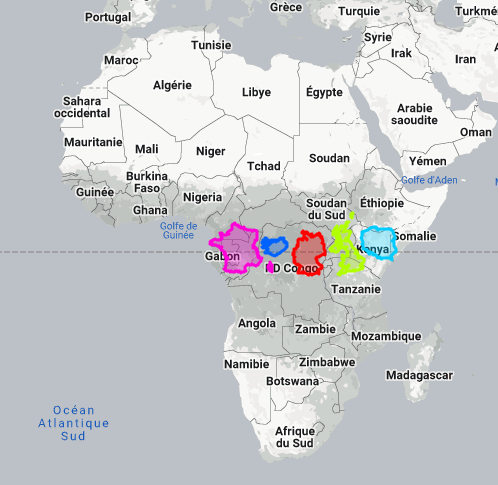 Grèce
Turquie
Turkmé
Portugal
Tunisie
Syrie
Maroc
Irak
Iran
Algérie
Libye
Égypte
Sahara
occidental
Arabie
saoudite
Oman
Mauritanie
Mali
Niger
Tchad
Soudan
Yémen
Burkina
Faso
Golfe d'Aden
Guinée
Nigeria
Ghana
Soudan
du Sud
Éthiopie
Golfe de
Guinée
Somalie
Gabon
Kenya
RD Congo
Tanzanie
Angola
Zambie
Mozambique
Namibie
Zimbabwe
Botswana
Madagascar
Océan
Atlantique
Sud
Afrique
du Sud